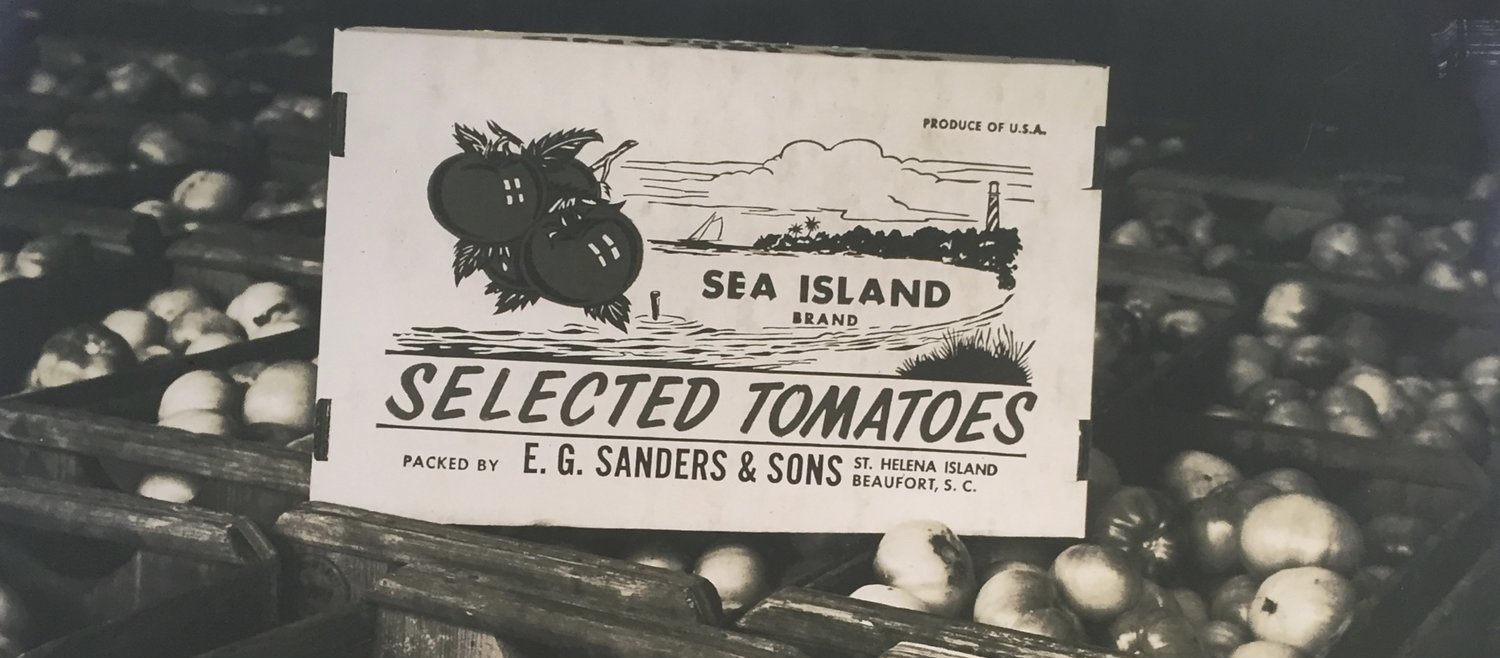 PRODUCE OF U.S.A.
SEA ISLAND
BRAND
SELECTED TOMATOES
PACKED BY E. G. SANDERS & SONS ST. HELENA ISLAND
BEAUFORT, S. C.